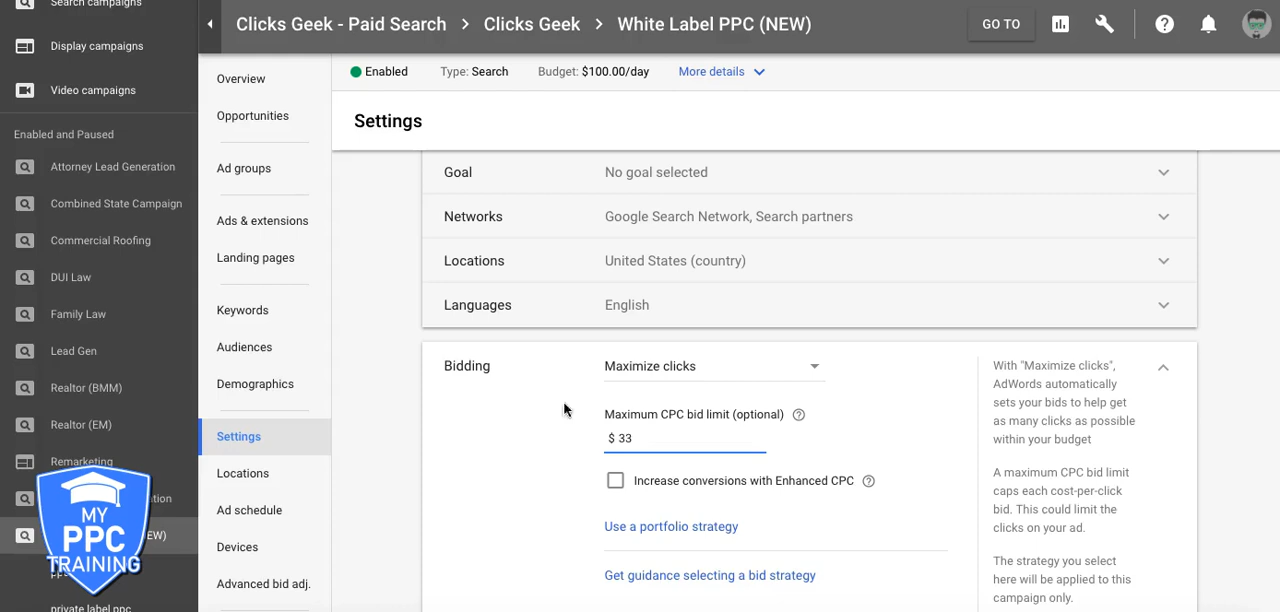 Search campaigns
Display campaigns
Video campaigns
Enabled and Paused
Attorney Lead Generation
Combined State Campaign
Commercial Roofing
DUI Law
Family Law
Lead Gen
Realtor (BMM)
Realtor (EM)
Remarketing
private label ppc
MY
PPC
TRAINING
Clicks Geek - Paid Search > Clicks Geek > White Label PPC (NEW)
GO TO
Overview
Opportunities
Ad groups
Ads & extensions
Landing pages
Keywords
Audiences
Demographics
Settings
Locations
Ad schedule
Devices
Advanced bid adj.
Enabled Type: Search Budget: $100.00/day More details
Settings
Goal No goal selected
Networks Google Search Network, Search partners
Locations United States (country)
Languages English
Bidding Maximize clicks
Maximum CPC bid limit (optional)
$ 33
Increase conversions with Enhanced CPC
Use a portfolio strategy
Get guidance selecting a bid strategy
With "Maximize clicks",
AdWords automatically
sets your bids to help get
as many clicks as possible
within your budget
A maximum CPC bid limit
caps each cost-per-click
bid. This could limit the
clicks on your ad.
The strategy you select
here will be applied to this
campaign only.